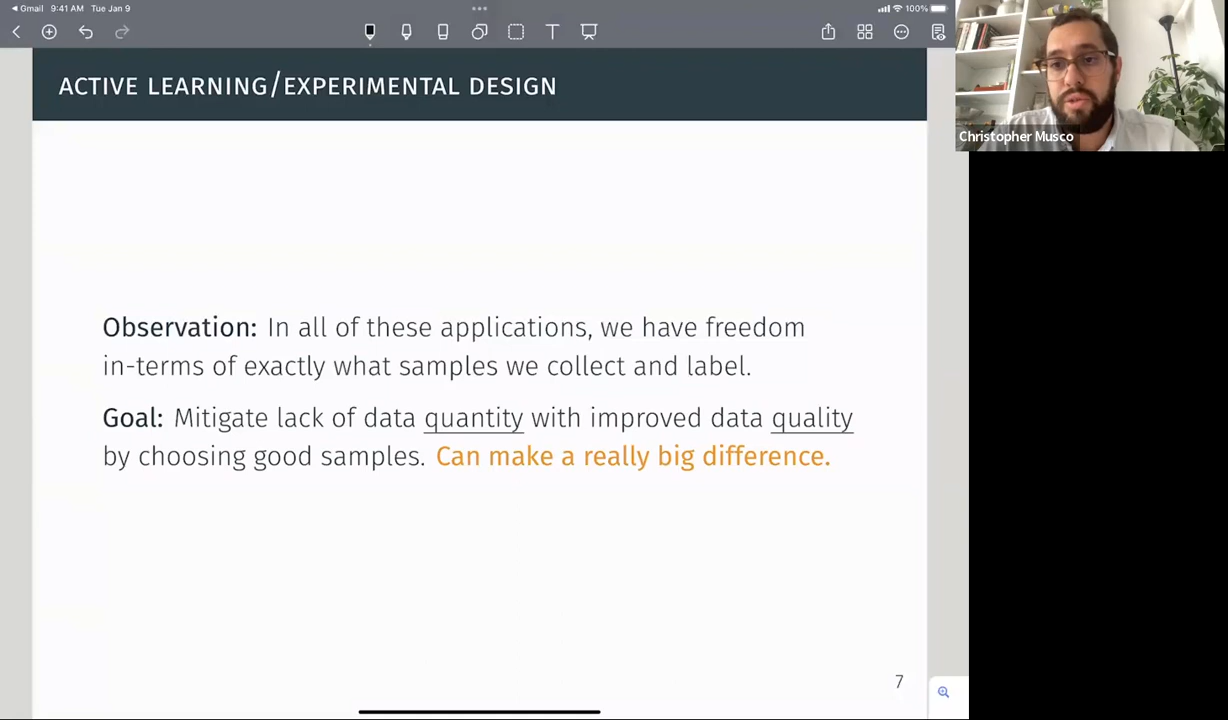 Gmail 9:41 AM Tue Jan 9
100%
ACTIVE LEARNING/EXPERIMENTAL DESIGN
Christopher Musco
Observation: In all of these applications, we have freedom
in-terms of exactly what samples we collect and label.
Goal: Mitigate lack of data quantity with improved data quality
by choosing good samples. Can make a really big difference.
7